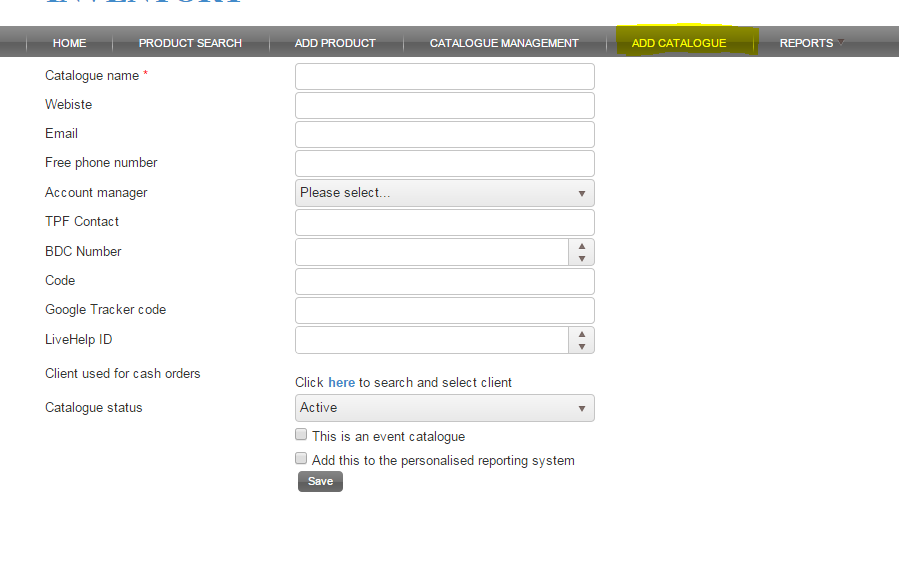 INVENTORY
HOME PRODUCT SEARCH ADD PRODUCT CATALOGUE MANAGEMENT ADD CATALOGUE REPORTS
Catalogue name *
Webiste
Email
Free phone number
Account manager Please select...
TPF Contact
BDC Number
Code
Google Tracker code
LiveHelp ID
Client used for cash orders
Click here to search and select client
Catalogue status Active
This is an event catalogue
Add this to the personalised reporting system
Save